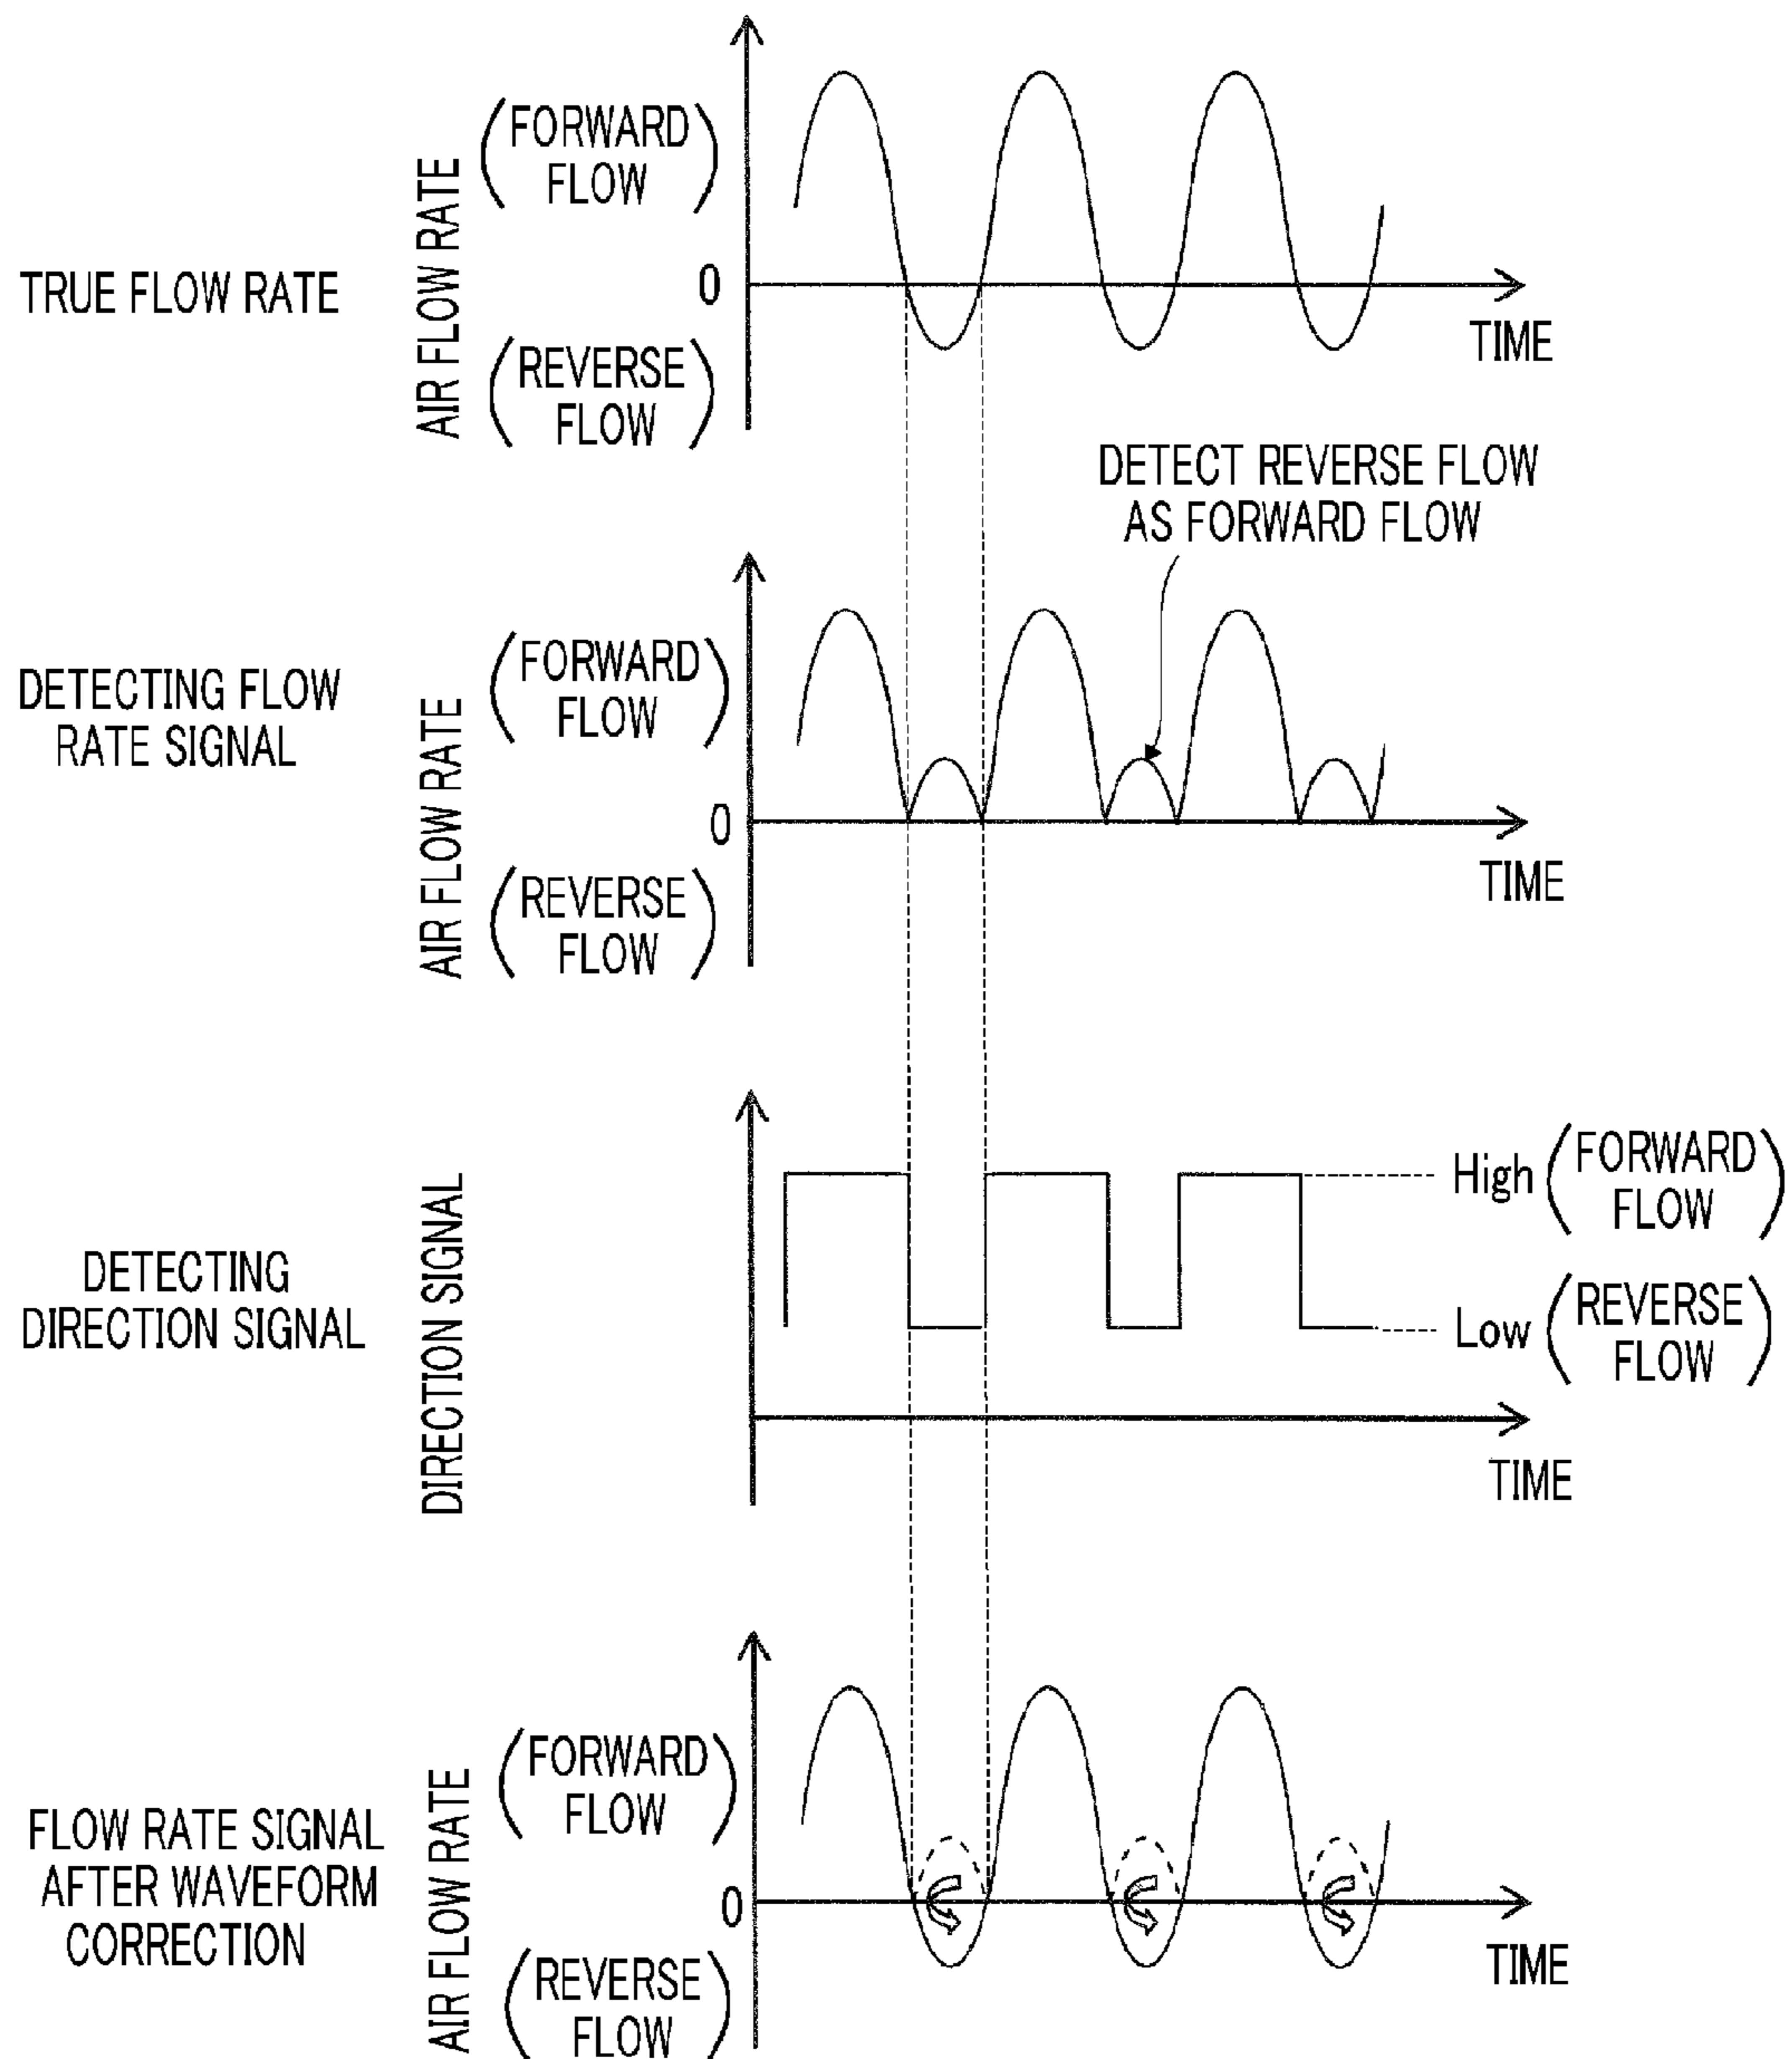 TRUE FLOW RATE
AIR FLOW RATE
(FORWARD
FLOW)
0
(REVERSE
FLOW)
TIME
DETECT REVERSE FLOW
AS FORWARD FLOW
DETECTING FLOW
RATE SIGNAL
AIR FLOW RATE
(FORWARD
FLOW)
0
(REVERSE
FLOW)
TIME
DETECTING
DIRECTION SIGNAL
DIRECTION SIGNAL
High (FORWARD
FLOW)
Low (REVERSE
FLOW)
TIME
FLOW RATE SIGNAL
AFTER WAVEFORM
CORRECTION
AIR FLOW RATE
(FORWARD
FLOW)
0
(REVERSE
FLOW)
TIME